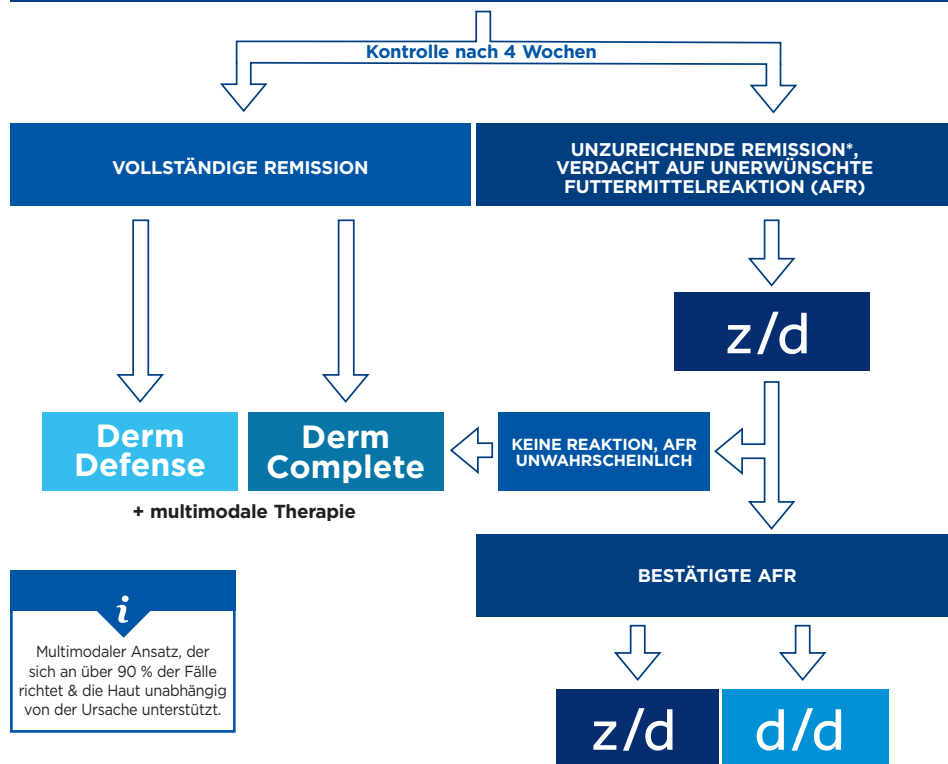 Kontrolle nach 4 Wochen
VOLLSTÄNDIGE REMISSION
UNZUREICHENDE REMISSION*,
VERDACHT AUF UNERWÜNSCHTE
FUTTERMITTELREAKTION (AFR)
z/d
Derm
Defense
Derm
Complete
KEINE REAKTION, AFR
UNWAHRSCHEINLICH
+ multimodale Therapie
BESTÄTIGTE AFR
i
Multimodaler Ansatz, der
sich an über 90 % der Fälle
richtet & die Haut unabhängig
von der Ursache unterstützt.
z/d
d/d